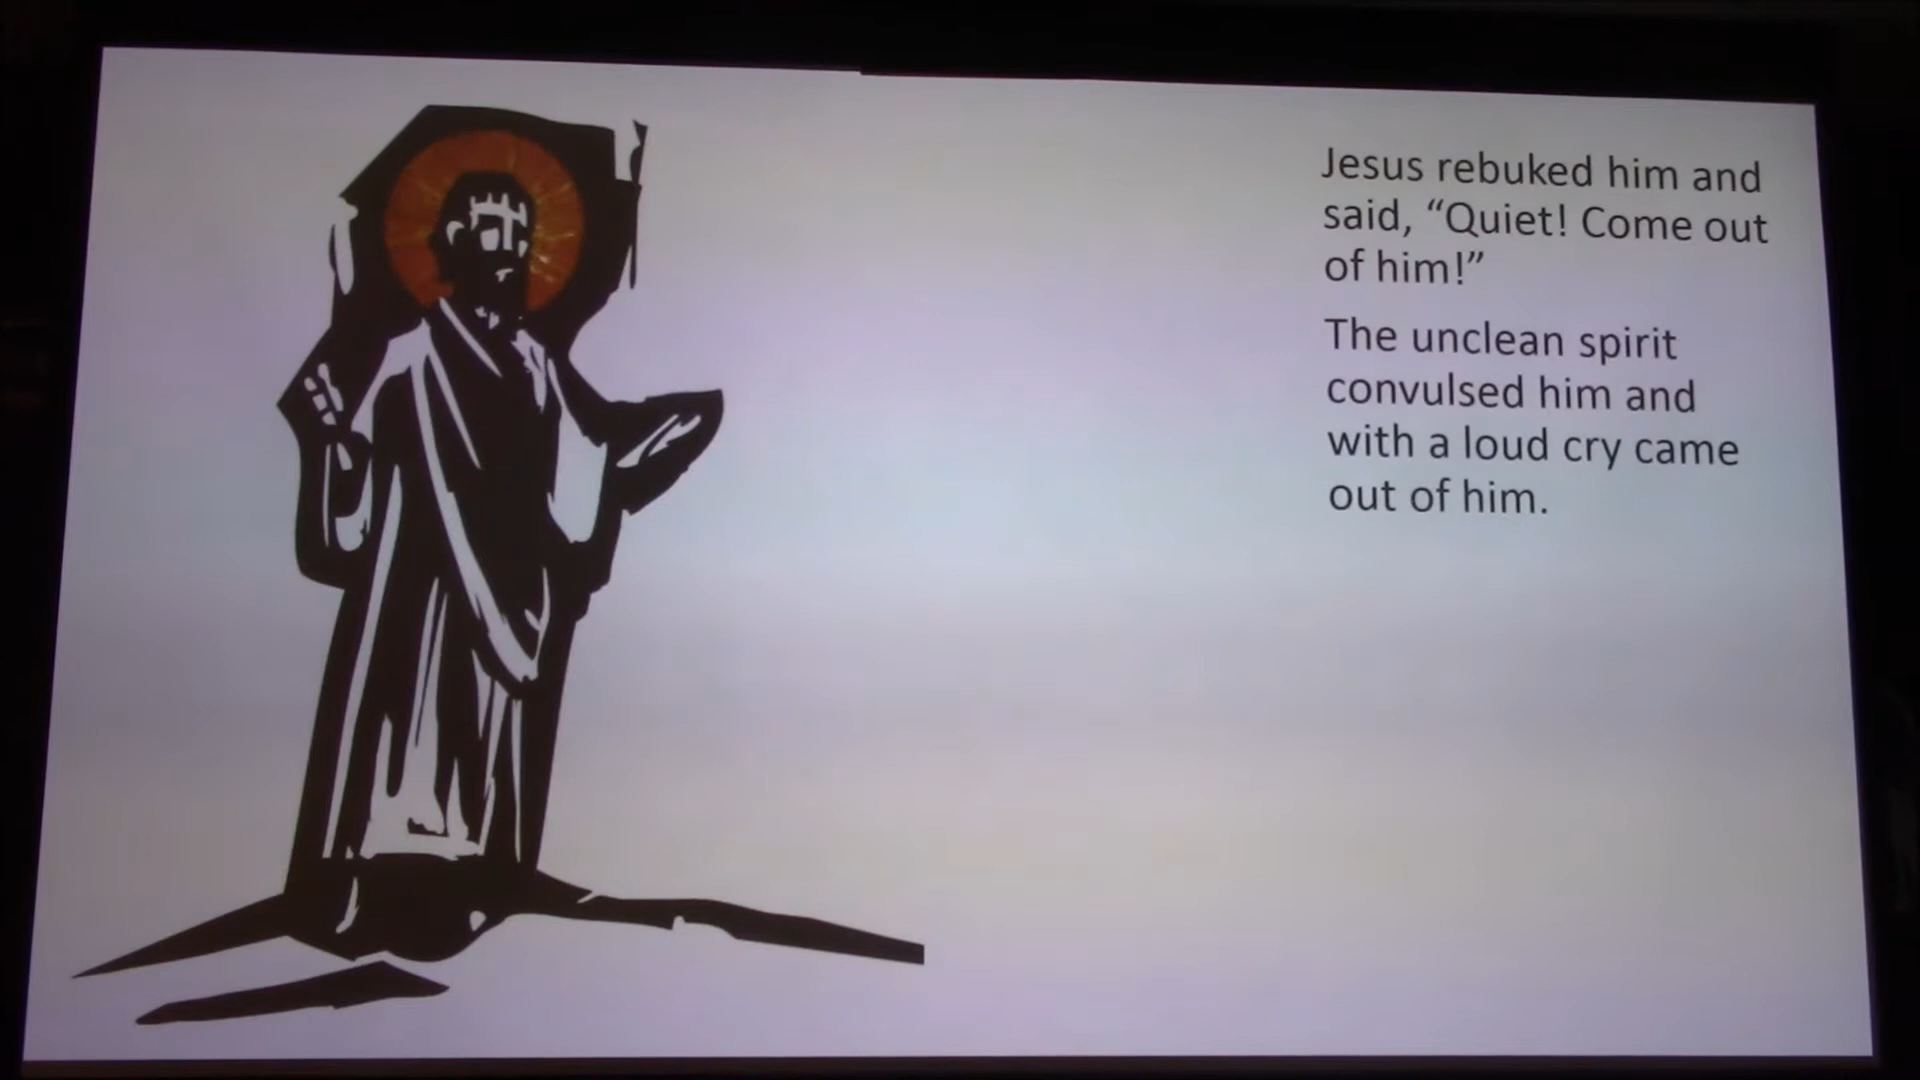 Jesus rebuked him and
said, “Quiet! Come out
of him!”
The unclean spirit
convulsed him and
with a loud cry came
out of him.